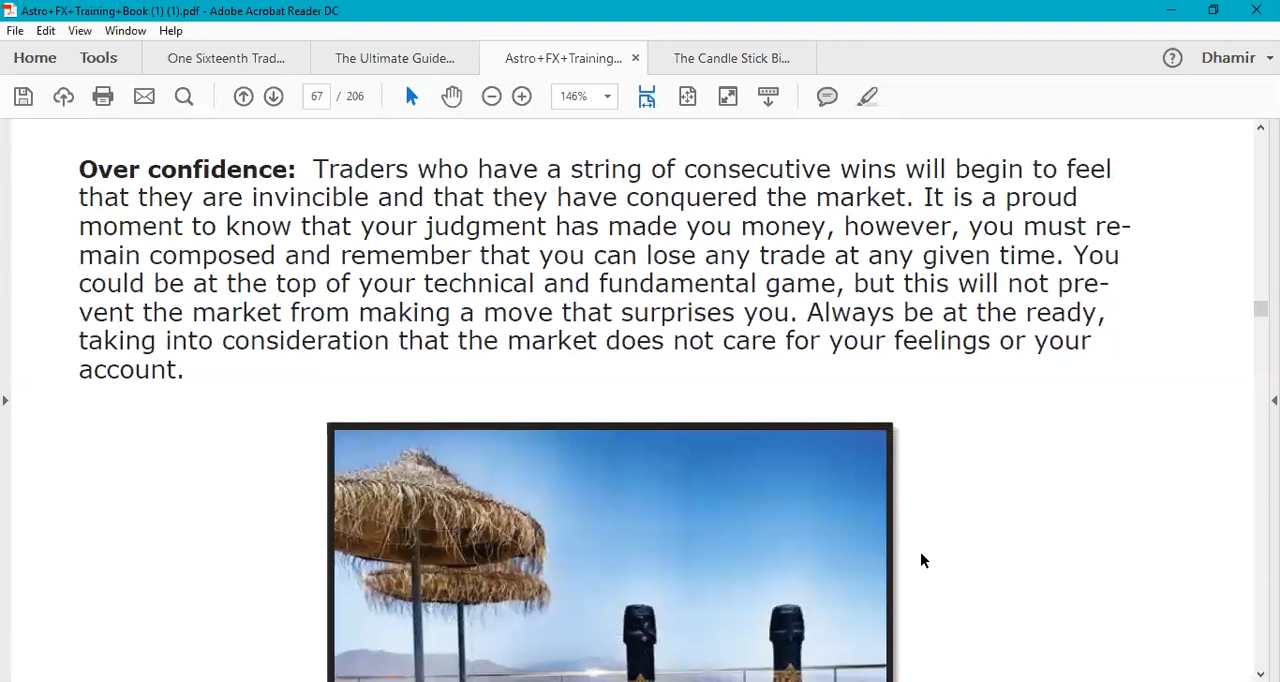 Astro+FX+Training+Book (1) (1).pdf - Adobe Acrobat Reader DC
File Edit View Window Help
Home Tools One Sixteenth Trad... The Ultimate Guide... Astro+FX+Training... × The Candle Stick Bi... ? Dhamir
67 / 206 146%
Over confidence: Traders who have a string of consecutive wins will begin to feel
that they are invincible and that they have conquered the market. It is a proud
moment to know that your judgment has made you money, however, you must re-
main composed and remember that you can lose any trade at any given time. You
could be at the top of your technical and fundamental game, but this will not pre-
vent the market from making a move that surprises you. Always be at the ready,
taking into consideration that the market does not care for your feelings or your
account.